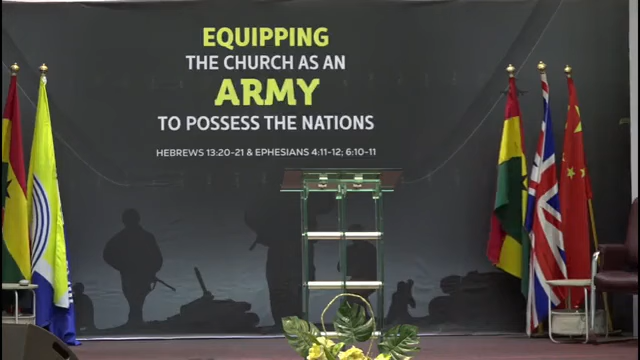 EQUIPPING
THE CHURCH AS AN
ARMY
TO POSSESS THE NATIONS
HEBREWS 13:20-21 & EPHESIANS 4:11-12; 6:10-11